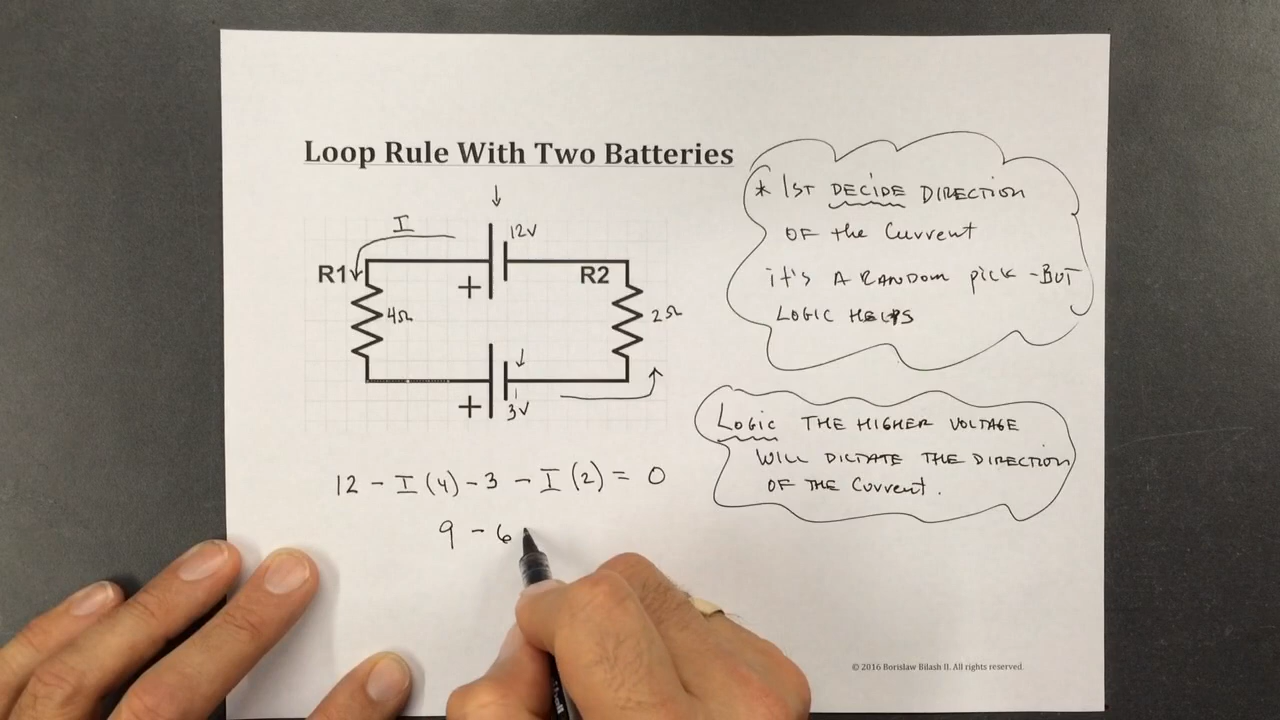 Loop Rule With Two Batteries
I
12V
+
R1
R2
4Ω
2Ω
+
3V
12 - I (4) - 3 - I (2) = 0
9 - 6
* 1ST DECIDE DIRECTION
OF the Current
it's A RANDOM pick - BUT
LOGIC HELPS
LOGIC THE HIGHER VOLTAGE
WILL DICTATE THE DIRECTION
OF THE Current.
© 2016 Borislaw Bilash II. All rights reserved.